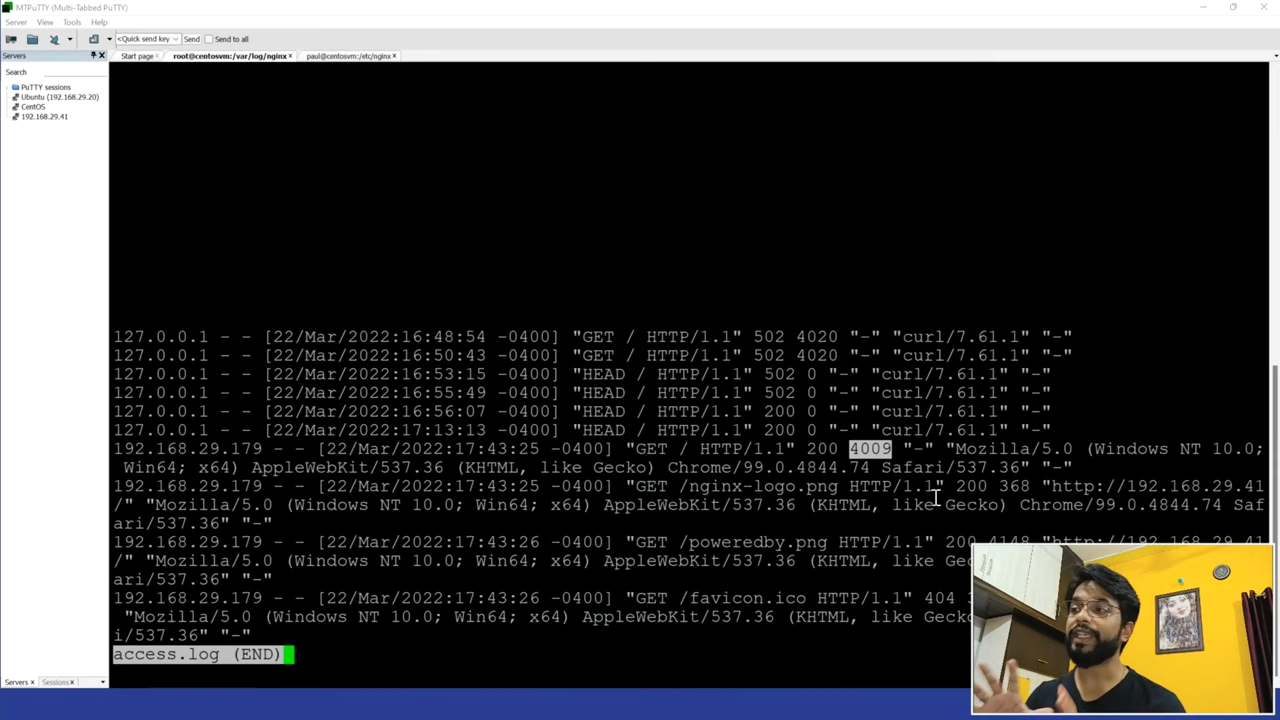 MTPuTTY (Multi-Tabbed PuTTY)
Server View Tools Help
<Quick send key Send Send to all
Servers
Start page root@centosvm:/var/log/nginx paul@centosvm:/etc/nginx
Search
PuTTY sessions
Ubuntu (192.168.29.20)
CentOS
192.168.29.41
127.0.0.1 - - [22/Mar/2022:16:48:54 -0400] "GET / HTTP/1.1" 502 4020 "-" "curl/7.61.1" "-"
127.0.0.1 - - [22/Mar/2022:16:50:43 -0400] "GET / HTTP/1.1" 502 4020 "-" "curl/7.61.1" "-"
127.0.0.1 - - [22/Mar/2022:16:53:15 -0400] "HEAD / HTTP/1.1" 502 0 "-" "curl/7.61.1" "-"
127.0.0.1 - - [22/Mar/2022:16:55:49 -0400] "HEAD / HTTP/1.1" 502 0 "-" "curl/7.61.1" "-"
127.0.0.1 - - [22/Mar/2022:16:56:07 -0400] "HEAD / HTTP/1.1" 200 0 "-" "curl/7.61.1" "-"
127.0.0.1 - - [22/Mar/2022:17:13:13 -0400] "HEAD / HTTP/1.1" 200 0 "-" "curl/7.61.1" "-"
192.168.29.179 - - [22/Mar/2022:17:43:25 -0400] "GET / HTTP/1.1" 200 4009 "-" "Mozilla/5.0 (Windows NT 10.0;
Win64; x64) AppleWebKit/537.36 (KHTML, like Gecko) Chrome/99.0.4844.74 Safari/537.36" "-"
192.168.29.179 - - [22/Mar/2022:17:43:25 -0400] "GET /nginx-logo.png HTTP/1.1" 200 368 "http://192.168.29.41
/" "Mozilla/5.0 (Windows NT 10.0; Win64; x64) AppleWebKit/537.36 (KHTML, like Gecko) Chrome/99.0.4844.74 Saf
ari/537.36" "-"
192.168.29.179 - - [22/Mar/2022:17:43:26 -0400] "GET /poweredby.png HTTP/1.1" 200 4148 "http://192.168.29.41
/" "Mozilla/5.0 (Windows NT 10.0; Win64; x64) AppleWebKit/537.36 (KHTML, like
ari/537.36" "-"
192.168.29.179 - - [22/Mar/2022:17:43:26 -0400] "GET /favicon.ico HTTP/1.1" 404
"Mozilla/5.0 (Windows NT 10.0; Win64; x64) AppleWebKit/537.36 (KHTML, like
i/537.36" "-"
access.log (END)
Servers Sessions